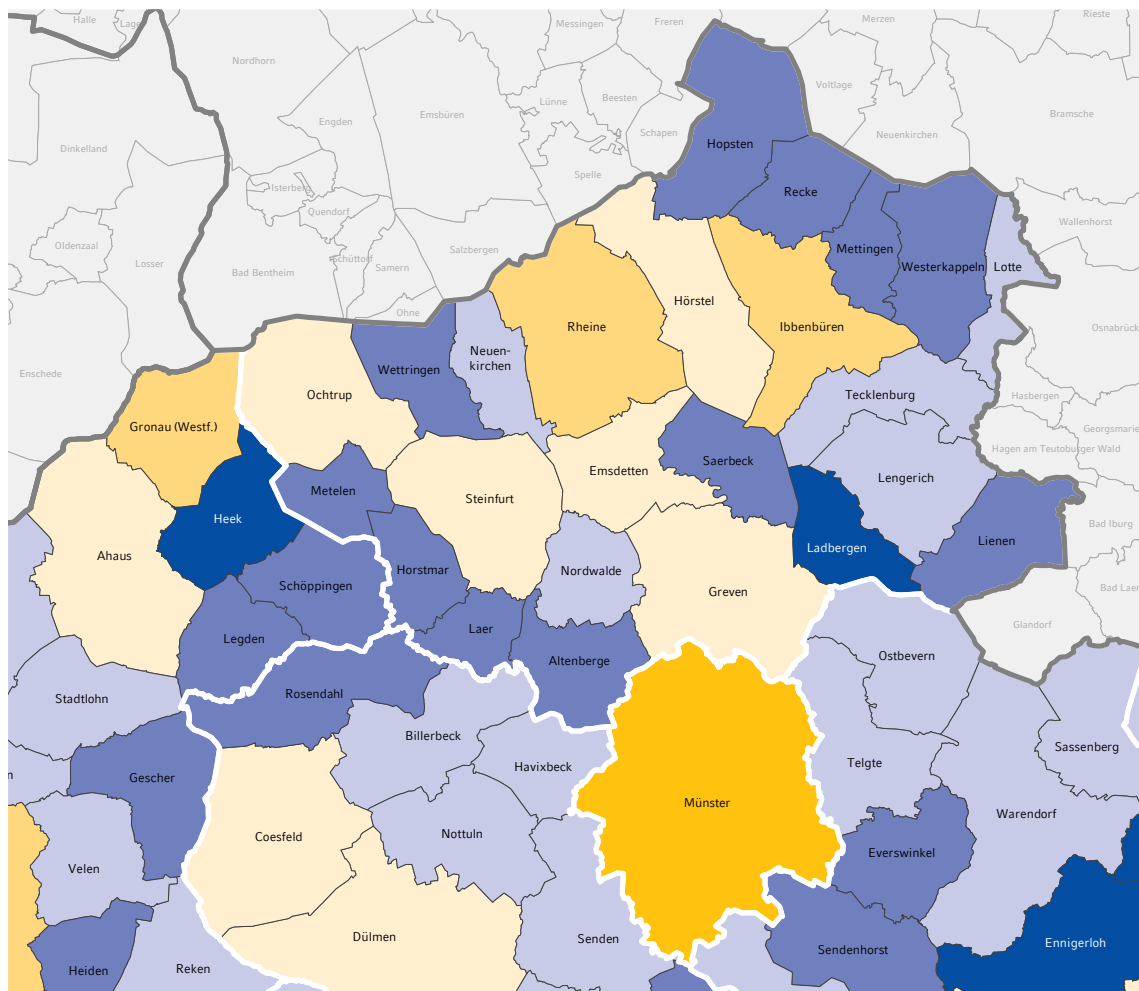 Halle
Lage
Messingen
Freren
Merzen
Rieste
Nordhorn
Lünne
Beesten
Voltlage
Emsbüren
Engden
Bramsche
Schapen
Neuenkirchen
Dinkelland
Hopsten
Spelle
Isterberg
Recke
Quendorf
Wallenhorst
Oldenzaal
Salzbergen
Mettingen
Losser
Schüttorf
Samern
Westerkappeln
Lotte
Bad Bentheim
Hörstel
Ohne
Rheine
Ibbenbüren
Osnabrück
Neuen-
kirchen
Wettringen
Enschede
Ochtrup
Tecklenburg
Hasbergen
Gronau (Westf.)
Georgsmarie
Hagen am Teutoburger Wald
Saerbeck
Emsdetten
Lengerich
Metelen
Steinfurt
Heek
Bad Iburg
Lienen
Ladbergen
Ahaus
Horstmar
Nordwalde
Schöppingen
Bad Laer
Greven
Glandorf
Laer
Legden
Ostbevern
Altenberge
Rosendahl
Stadtlohn
Billerbeck
Sassenberg
Telgte
Havixbeck
n
Gescher
Münster
Warendorf
Nottuln
Coesfeld
Everswinkel
Velen
Dülmen
Senden
Ennigerloh
Sendenhorst
Reken
Heiden